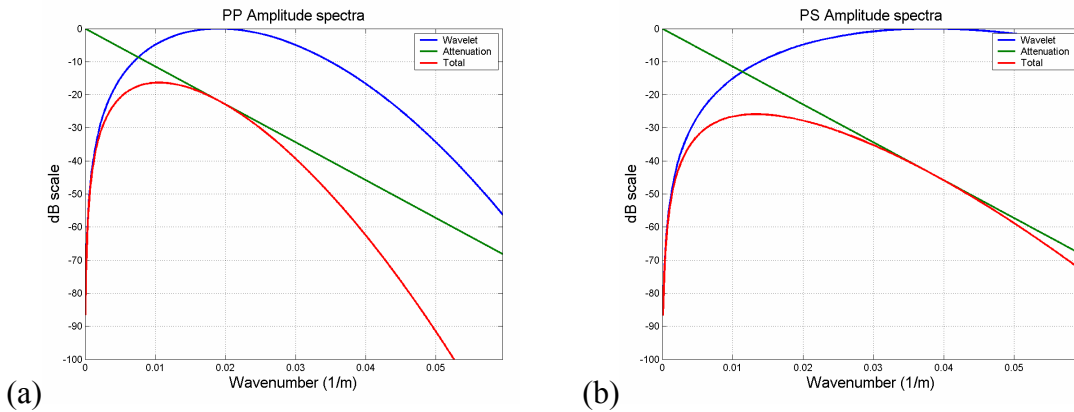 PP Amplitude spectra
Wavelet
Attenuation
Total
0
-10
-20
-30
-40
-50
-60
-70
-80
-90
-100
dB scale
0 0.01 0.02 0.03 0.04 0.05
Wavenumber (1/m)
(a)
PS Amplitude spectra
Wavelet
Attenuation
Total
0
-10
-20
-30
-40
-50
-60
-70
-80
-90
-100
dB scale
0 0.01 0.02 0.03 0.04 0.05
Wavenumber (1/m)
(b)